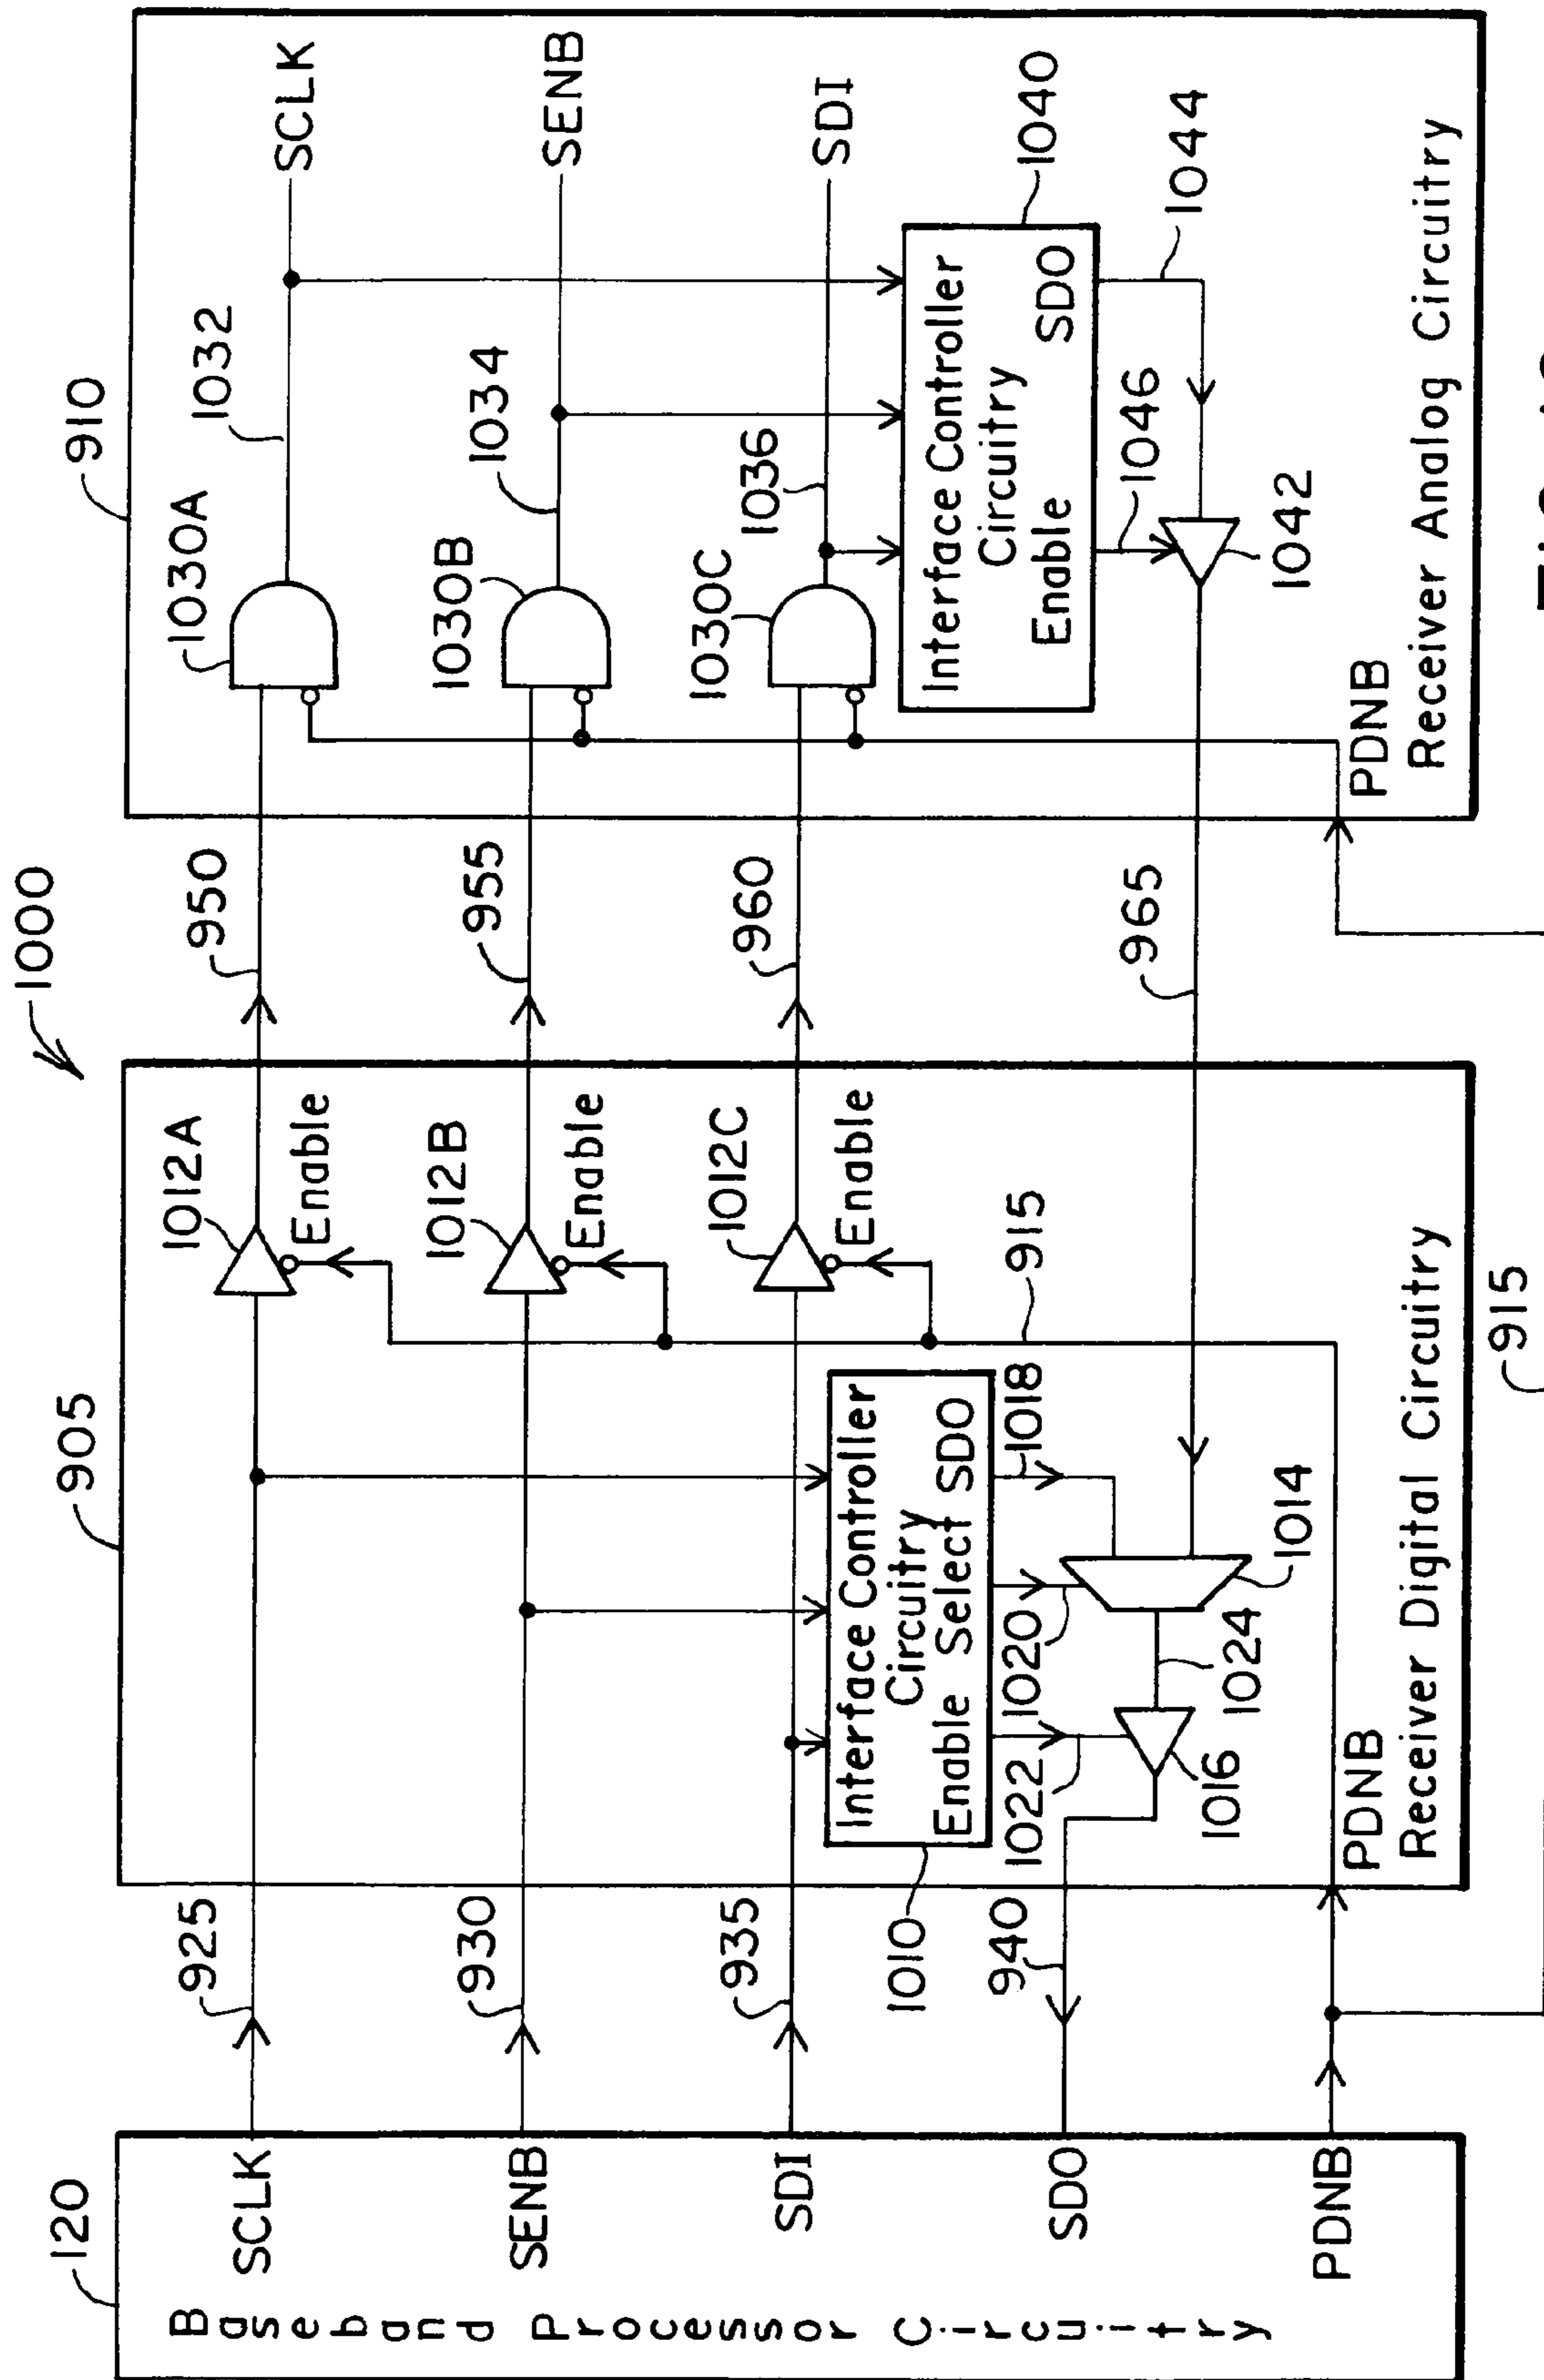 1000
120
Baseband Processor Circuitry
SCLK
SENB
SDI
SDO
PDNB
925
930
935
940
905
1012A
Enable
1012B
Enable
1012C
Enable
Interface Controller
Circuitry
Enable Select SDO
1010
1022
1020
1018
1016
1024
1014
915
PDNB
Receiver Digital Circuitry
915
950
955
960
965
910
1030A
1032
SCLK
1030B
1034
SENB
1030C
1036
SDI
Interface Controller
Circuitry
Enable SDO
1040
1046
1044
1042
PDNB
Receiver Analog Circuitry